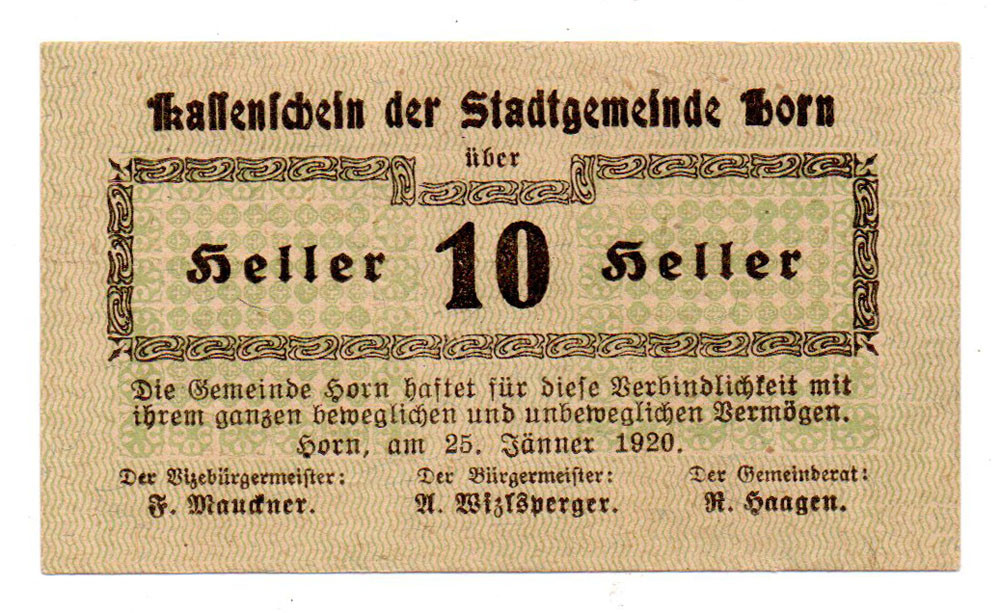 Kassenschein der Stadtgemeinde Horn
über
Heller 10 Heller
Die Gemeinde Horn haftet für diese Verbindlichkeit mit
ihrem ganzen beweglichen und unbeweglichen Vermögen.
Horn, am 25. Jänner 1920.
Der Vizebürgermeister: Der Bürgermeister: Der Gemeinderat:
F. Mauckner. A. Wizlsperger. R. Haagen.